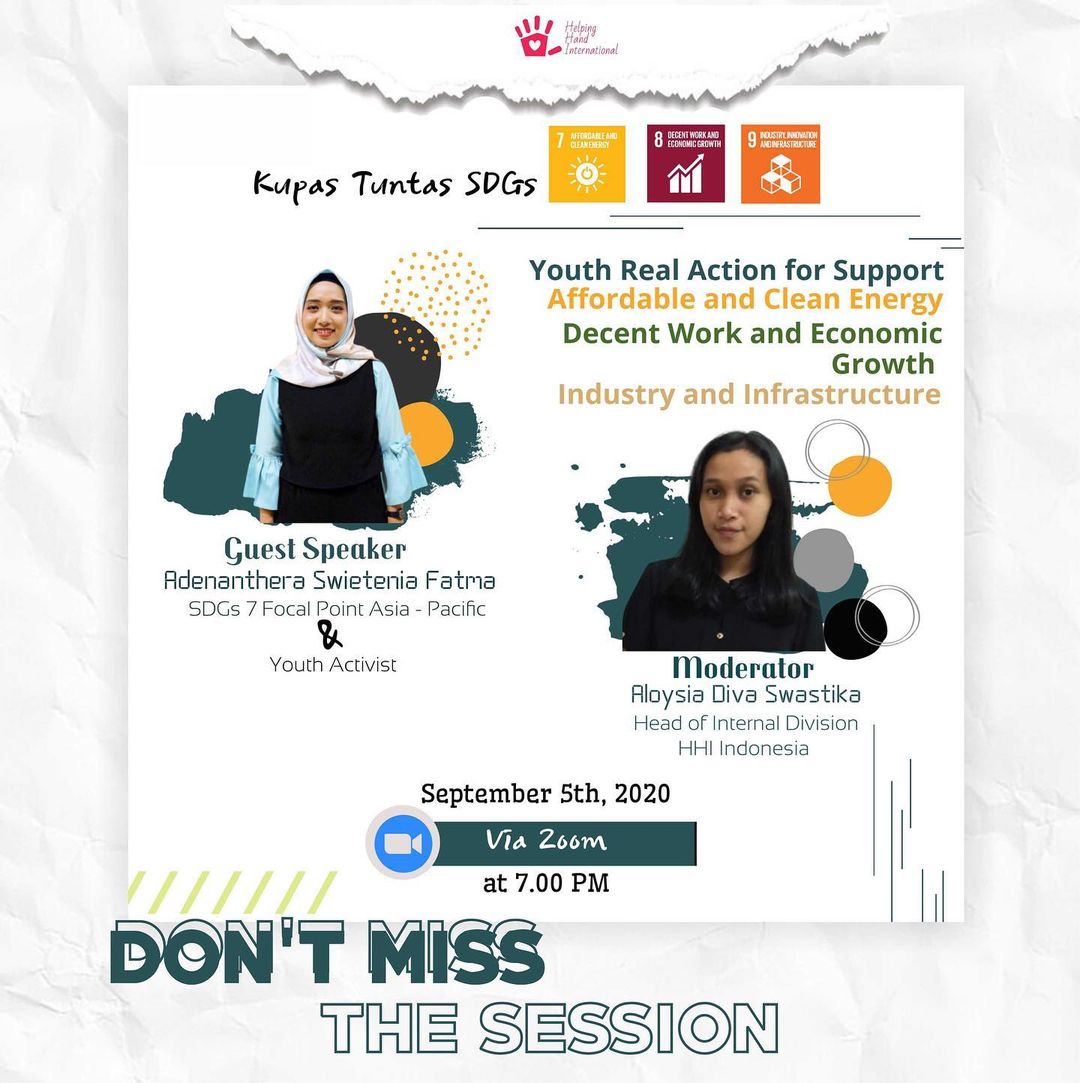 Helping
Hand
International
Kupas Tuntas SDGs
7 AFFORDABLE AND
CLEAN ENERGY
8 DECENT WORK AND
ECONOMIC GROWTH
9 INDUSTRY, INNOVATION
AND INFRASTRUCTURE
Youth Real Action for Support
Affordable and Clean Energy
Decent Work and Economic
Growth
Industry and Infrastructure
Guest Speaker
Adenanthera Swietenia Fatma
SDGs 7 Focal Point Asia - Pacific
&
Youth Activist
Moderator
Aloysia Diva Swastika
Head of Internal Division
HHI Indonesia
September 5th, 2020
Via Zoom
at 7.00 PM
DON'T MISS
THE SESSION